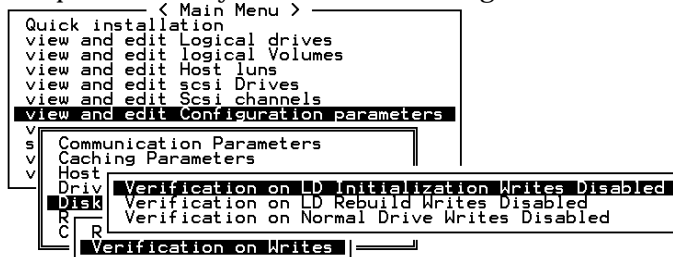 < Main Menu >
Quick installation
view and edit Logical drives
view and edit logical Volumes
view and edit Host luns
view and edit scsi Drives
view and edit Scsi channels
view and edit Configuration parameters
v
s Communication Parameters
v Caching Parameters
v Host
Driv Verification on LD Initialization Writes Disabled
Disk Verification on LD Rebuild Writes Disabled
R Verification on Normal Drive Writes Disabled
C R
Verification on Writes